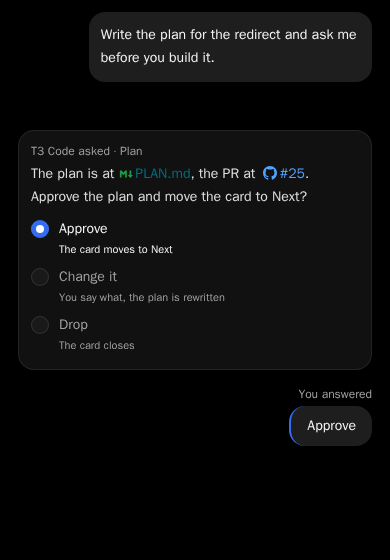 Write the plan for the redirect and ask me
before you build it.
T3 Code asked · Plan
The plan is at M↓PLAN.md, the PR at #25.
Approve the plan and move the card to Next?
Approve
The card moves to Next
Change it
You say what, the plan is rewritten
Drop
The card closes
You answered
Approve